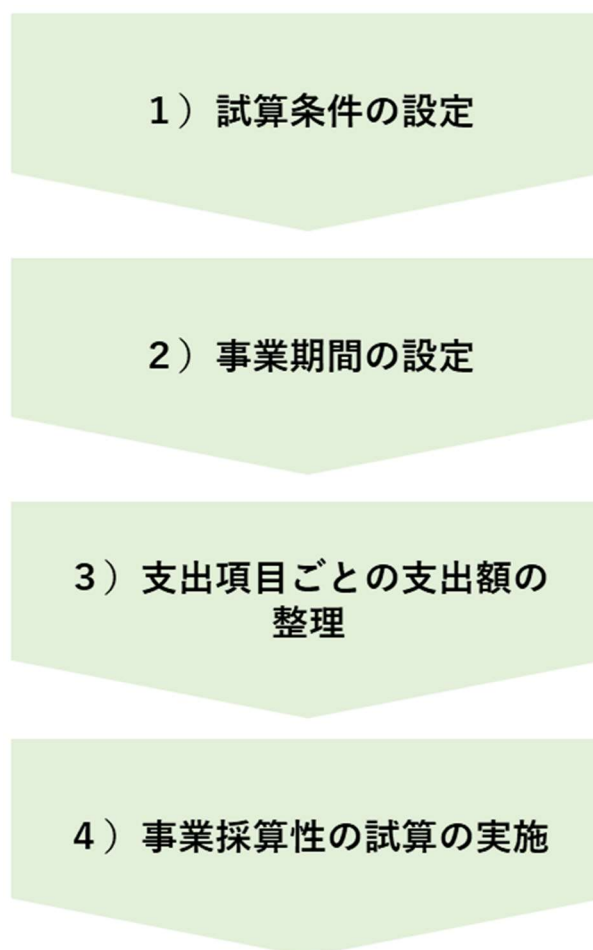 １）試算条件の設定
２）事業期間の設定
３）支出項目ごとの支出額の
整理
４）事業採算性の試算の実施